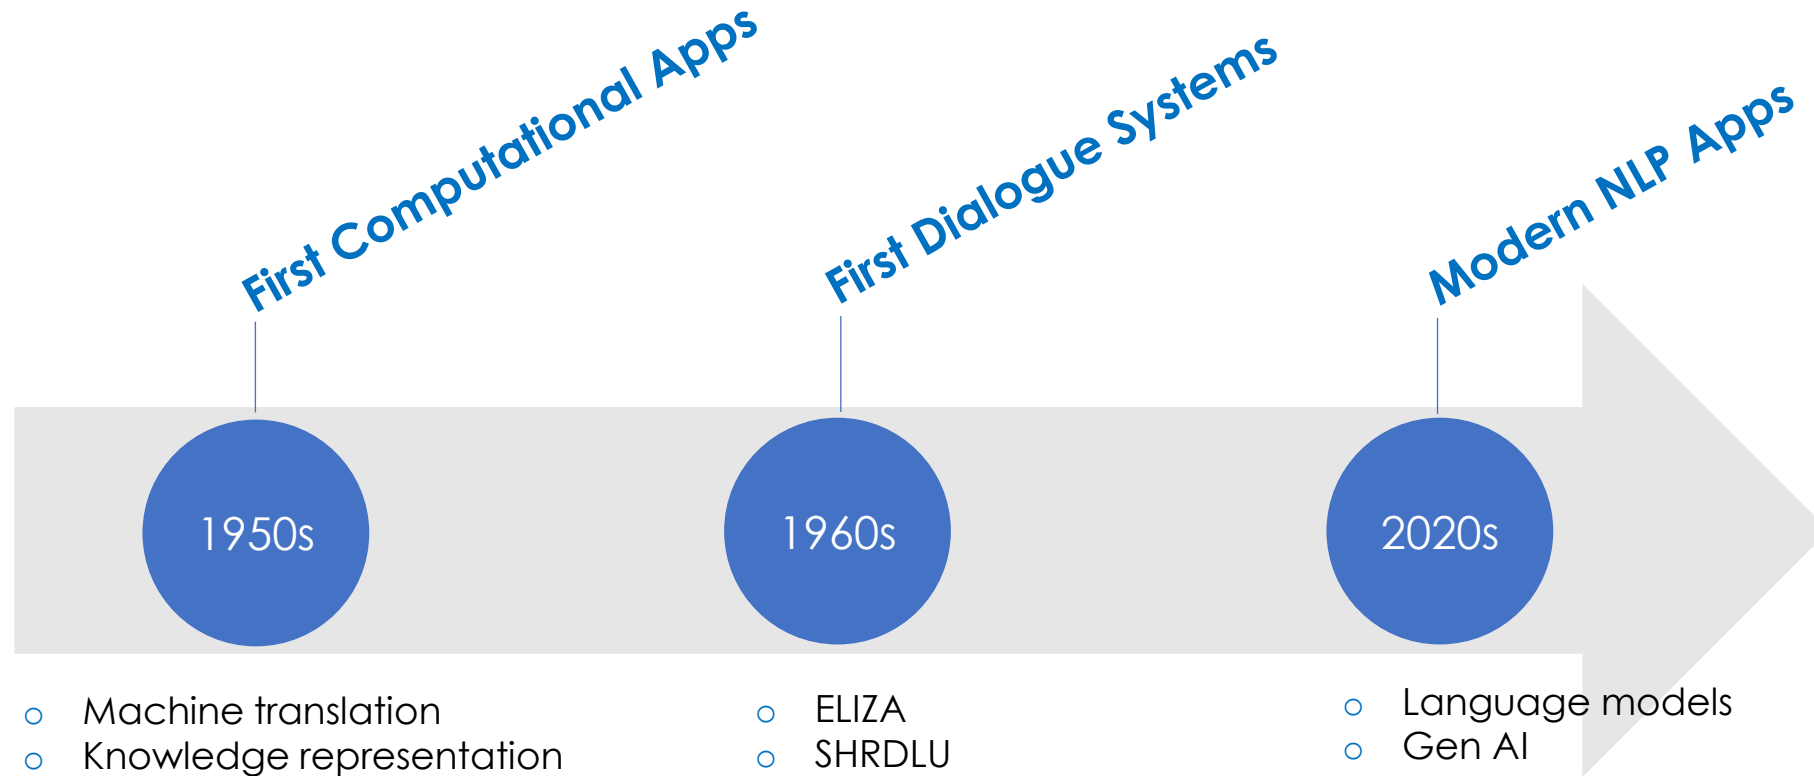 First Computational Apps
First Dialogue Systems
Modern NLP Apps
1950s
1960s
2020s
Machine translation
Knowledge representation
ELIZA
SHRDLU
Language models
Gen AI